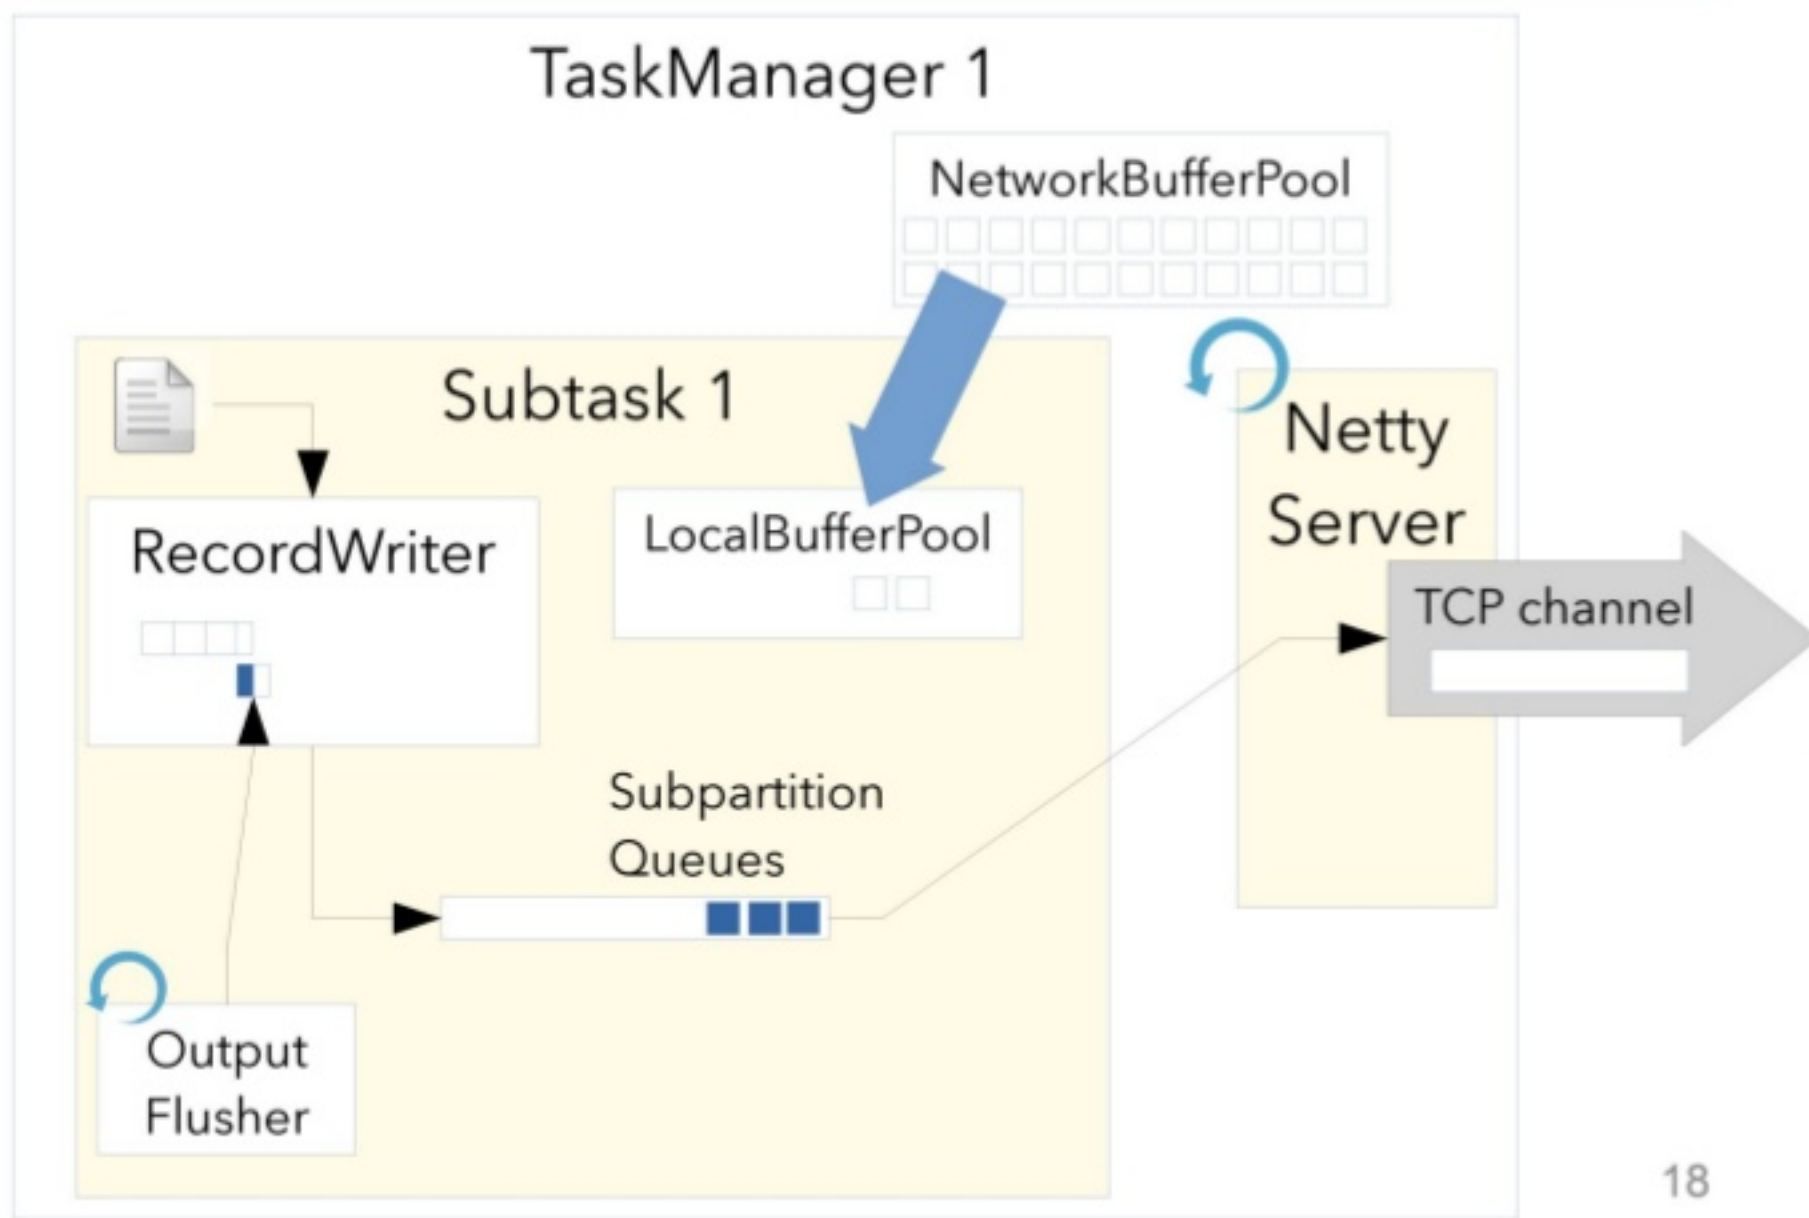 TaskManager 1
NetworkBufferPool
Subtask 1
Netty
Server
RecordWriter
LocalBufferPool
TCP channel
Subpartition
Queues
Output
Flusher
18